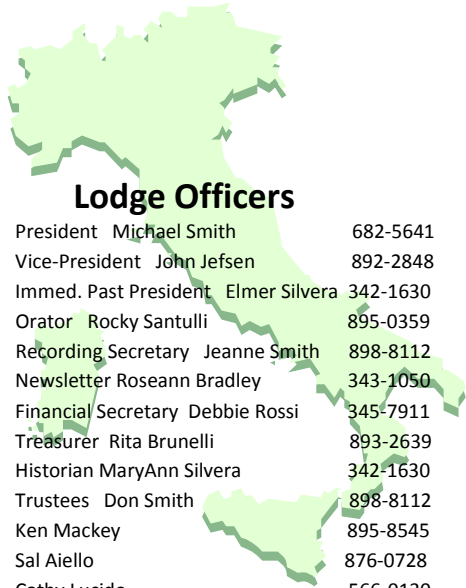 Lodge Officers
President Michael Smith 682-5641
Vice-President John Jefsen 892-2848
Immed. Past President Elmer Silvera 342-1630
Orator Rocky Santulli 895-0359
Recording Secretary Jeanne Smith 898-8112
Newsletter Roseann Bradley 343-1050
Financial Secretary Debbie Rossi 345-7911
Treasurer Rita Brunelli 893-2639
Historian MaryAnn Silvera 342-1630
Trustees Don Smith 898-8112
Ken Mackey 895-8545
Sal Aiello 876-0728